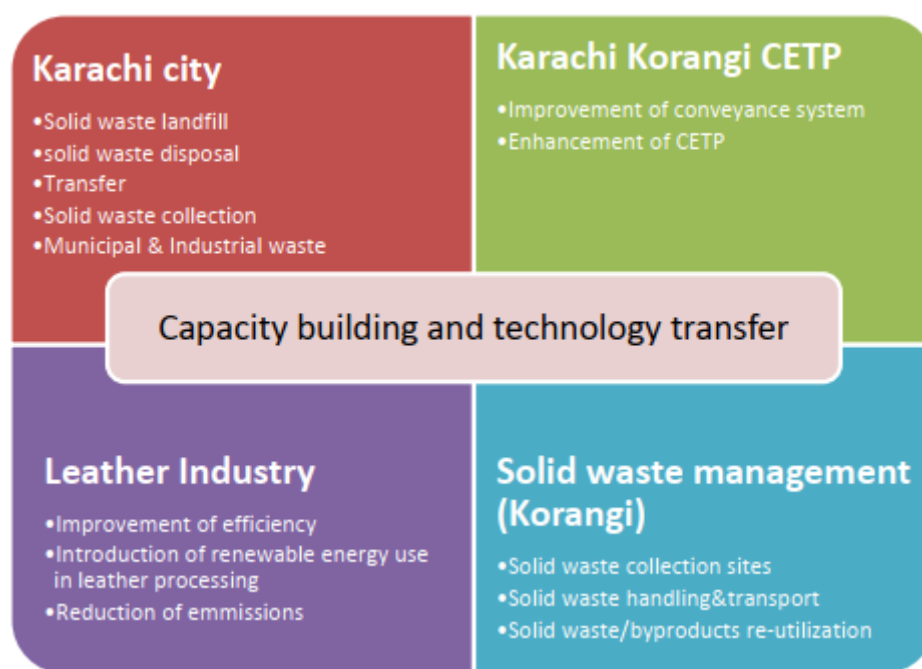 Karachi city
•Solid waste landfill
•solid waste disposal
•Transfer
•Solid waste collection
•Municipal & Industrial waste
Karachi Korangi CETP
•Improvement of conveyance system
•Enhancement of CETP
Capacity building and technology transfer
Leather Industry
•Improvement of efficiency
•Introduction of renewable energy use
in leather processing
•Reduction of emmissions
Solid waste management
(Korangi)
•Solid waste collection sites
•Solid waste handling&transport
•Solid waste/byproducts re-utilization